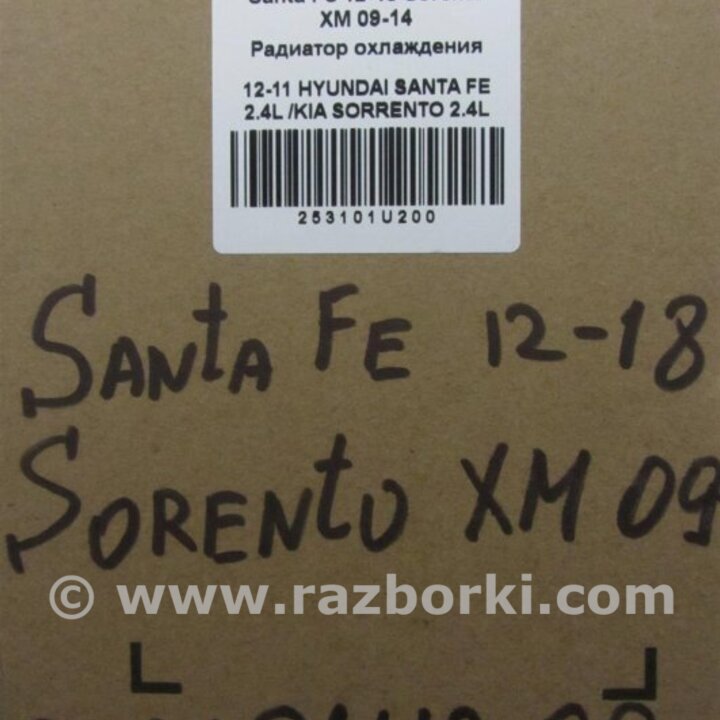 XM 09-14
Радиатор охлаждения
12-11 HYUNDAI SANTA FE
2.4L /KIA SORRENTO 2.4L
253101U200
SANtA FE 12-18
SORENtO XM 09
© www.razborki.com